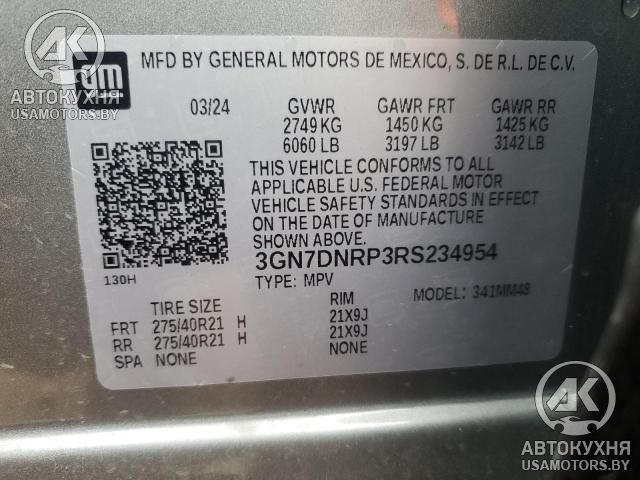 gm
MFD BY GENERAL MOTORS DE MEXICO, S. DE R.L. DE C.V.
АВТОКУХНЯ
USAMOTORS.BY
03/24 GVWR GAWR FRT GAWR RR
2749 KG 1450 KG 1425 KG
6060 LB 3197 LB 3142 LB
THIS VEHICLE CONFORMS TO ALL
APPLICABLE U.S. FEDERAL MOTOR
VEHICLE SAFETY STANDARDS IN EFFECT
ON THE DATE OF MANUFACTURE
SHOWN ABOVE.
3GN7DNRP3RS234954
130H
TYPE: MPV MODEL: 341MM48
TIRE SIZE RIM
FRT 275/40R21 H 21X9J
RR 275/40R21 H 21X9J
SPA NONE NONE
АК
АВТОКУХНЯ
USAMOTORS.BY